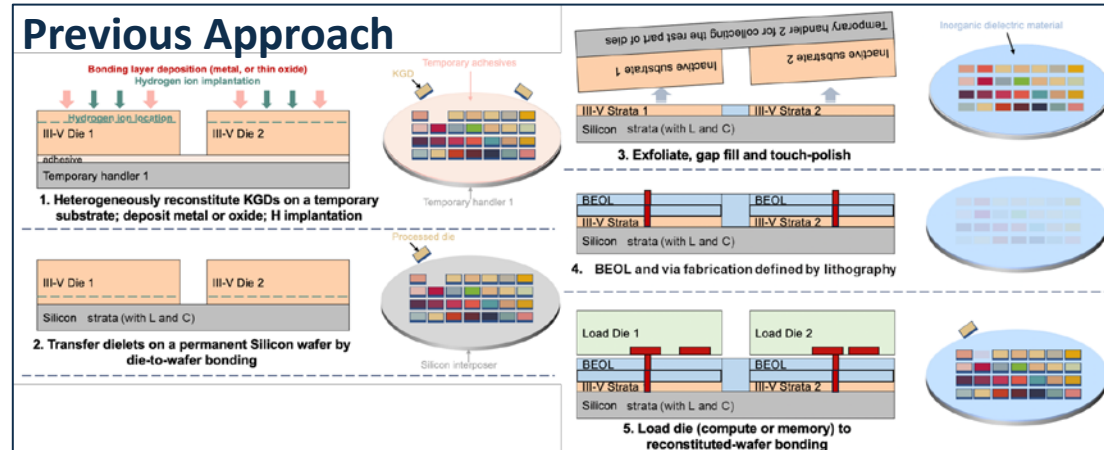 Previous Approach
Bonding layer deposition (metal, or thin oxide)
Hydrogen ion implantation
Hydrogen ion location
III-V Die 1
III-V Die 2
adhesive
Temporary handler 1
KGD
Temporary adhesives
Temporary handler 1
1. Heterogeneously reconstitute KGDs on a temporary
substrate; deposit metal or oxide; H implantation
III-V Die 1
III-V Die 2
Silicon strata (with L and C)
Processed die
Silicon interposer
2. Transfer dielets on a permanent Silicon wafer by
die-to-wafer bonding
Temporary handler 2 for collecting the rest part of dies
Inactive substrate
1
Inactive substrate
2
III-V Strata 1
III-V Strata 2
Silicon strata (with L and C)
Inorganic dielectric material
3. Exfoliate, gap fill and touch-polish
BEOL
BEOL
III-V Strata
III-V Strata 2
Silicon strata (with L and C)
4. BEOL and via fabrication defined by lithography
Load Die 1
Load Die 2
BEOL
BEOL
III-V Strata
III-V Strata 2
Silicon strata (with L and C)
5. Load die (compute or memory) to
reconstituted-wafer bonding